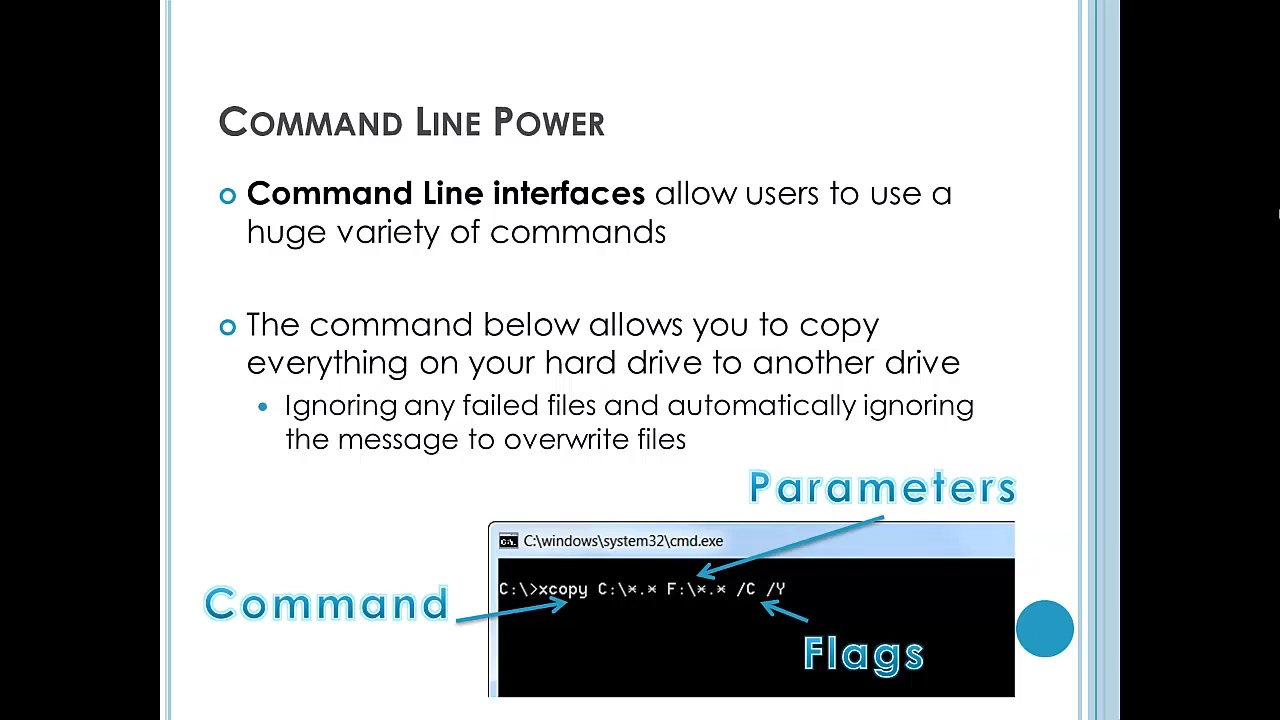 COMMAND LINE POWER
Command Line interfaces allow users to use a
huge variety of commands
The command below allows you to copy
everything on your hard drive to another drive
Ignoring any failed files and automatically ignoring
the message to overwrite files
Parameters
C:\windows\system32\cmd.exe
C:\>xcopy C:\*.* F:\*.* /C /Y
Command
Flags